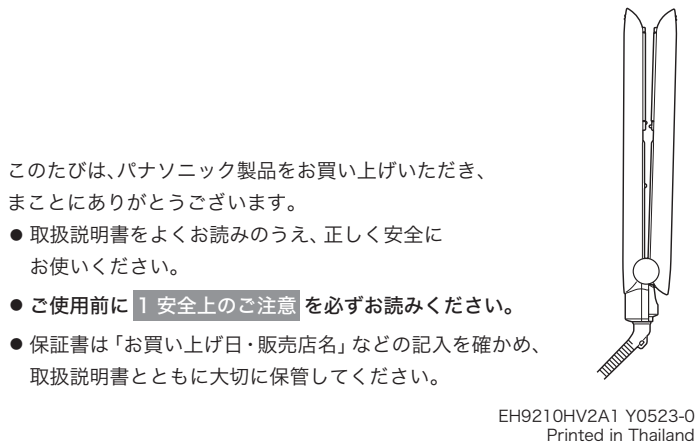 このたびは、パナソニック製品をお買い上げいただき、
まことにありがとうございます。
● 取扱説明書をよくお読みのうえ、正しく安全に
お使いください。
● ご使用前に 1 安全上のご注意 を必ずお読みください。
● 保証書は「お買い上げ日・販売店名」などの記入を確かめ、
取扱説明書とともに大切に保管してください。
EH9210HV2A1 Y0523-0
Printed in Thailand